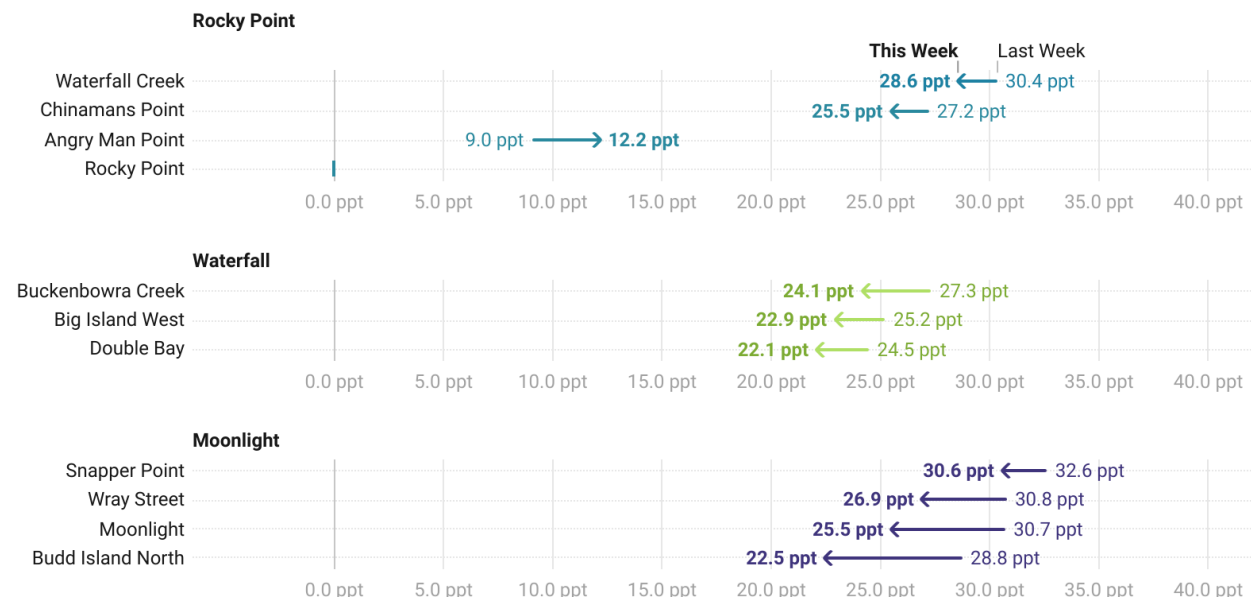 Rocky Point
This Week Last Week
Waterfall Creek 28.6 ppt 30.4 ppt
Chinamans Point 25.5 ppt 27.2 ppt
Angry Man Point 9.0 ppt 12.2 ppt
Rocky Point
0.0 ppt 5.0 ppt 10.0 ppt 15.0 ppt 20.0 ppt 25.0 ppt 30.0 ppt 35.0 ppt 40.0 ppt
Waterfall
Buckenbowra Creek 24.1 ppt 27.3 ppt
Big Island West 22.9 ppt 25.2 ppt
Double Bay 22.1 ppt 24.5 ppt
0.0 ppt 5.0 ppt 10.0 ppt 15.0 ppt 20.0 ppt 25.0 ppt 30.0 ppt 35.0 ppt 40.0 ppt
Moonlight
Snapper Point 30.6 ppt 32.6 ppt
Wray Street 26.9 ppt 30.8 ppt
Moonlight 25.5 ppt 30.7 ppt
Budd Island North 22.5 ppt 28.8 ppt
0.0 ppt 5.0 ppt 10.0 ppt 15.0 ppt 20.0 ppt 25.0 ppt 30.0 ppt 35.0 ppt 40.0 ppt